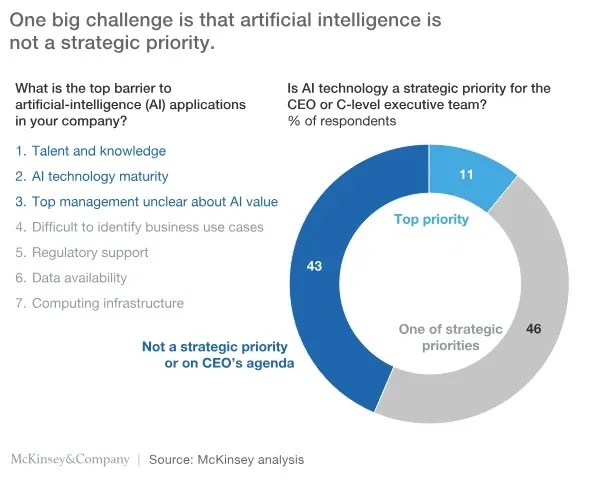 One big challenge is that artificial intelligence is
not a strategic priority.
What is the top barier to
artificial-intelligence (AI) applications
in your company?
1. Talent and knowledge
2. AI technology maturity
3. Top management unclear about AI value
4. Difficult to identify business use cases
5. Regulatory support
6. Data availability
7. Computing infrastructure
Is AI technology a strategic priority for the
CEO or C-level executive team?
% of respondents
11
Top priority
43
One of strategic
priorities
46
Not a strategic priority
or on CEO's agenda
McKinsey&Company | Source: McKinsey analysis